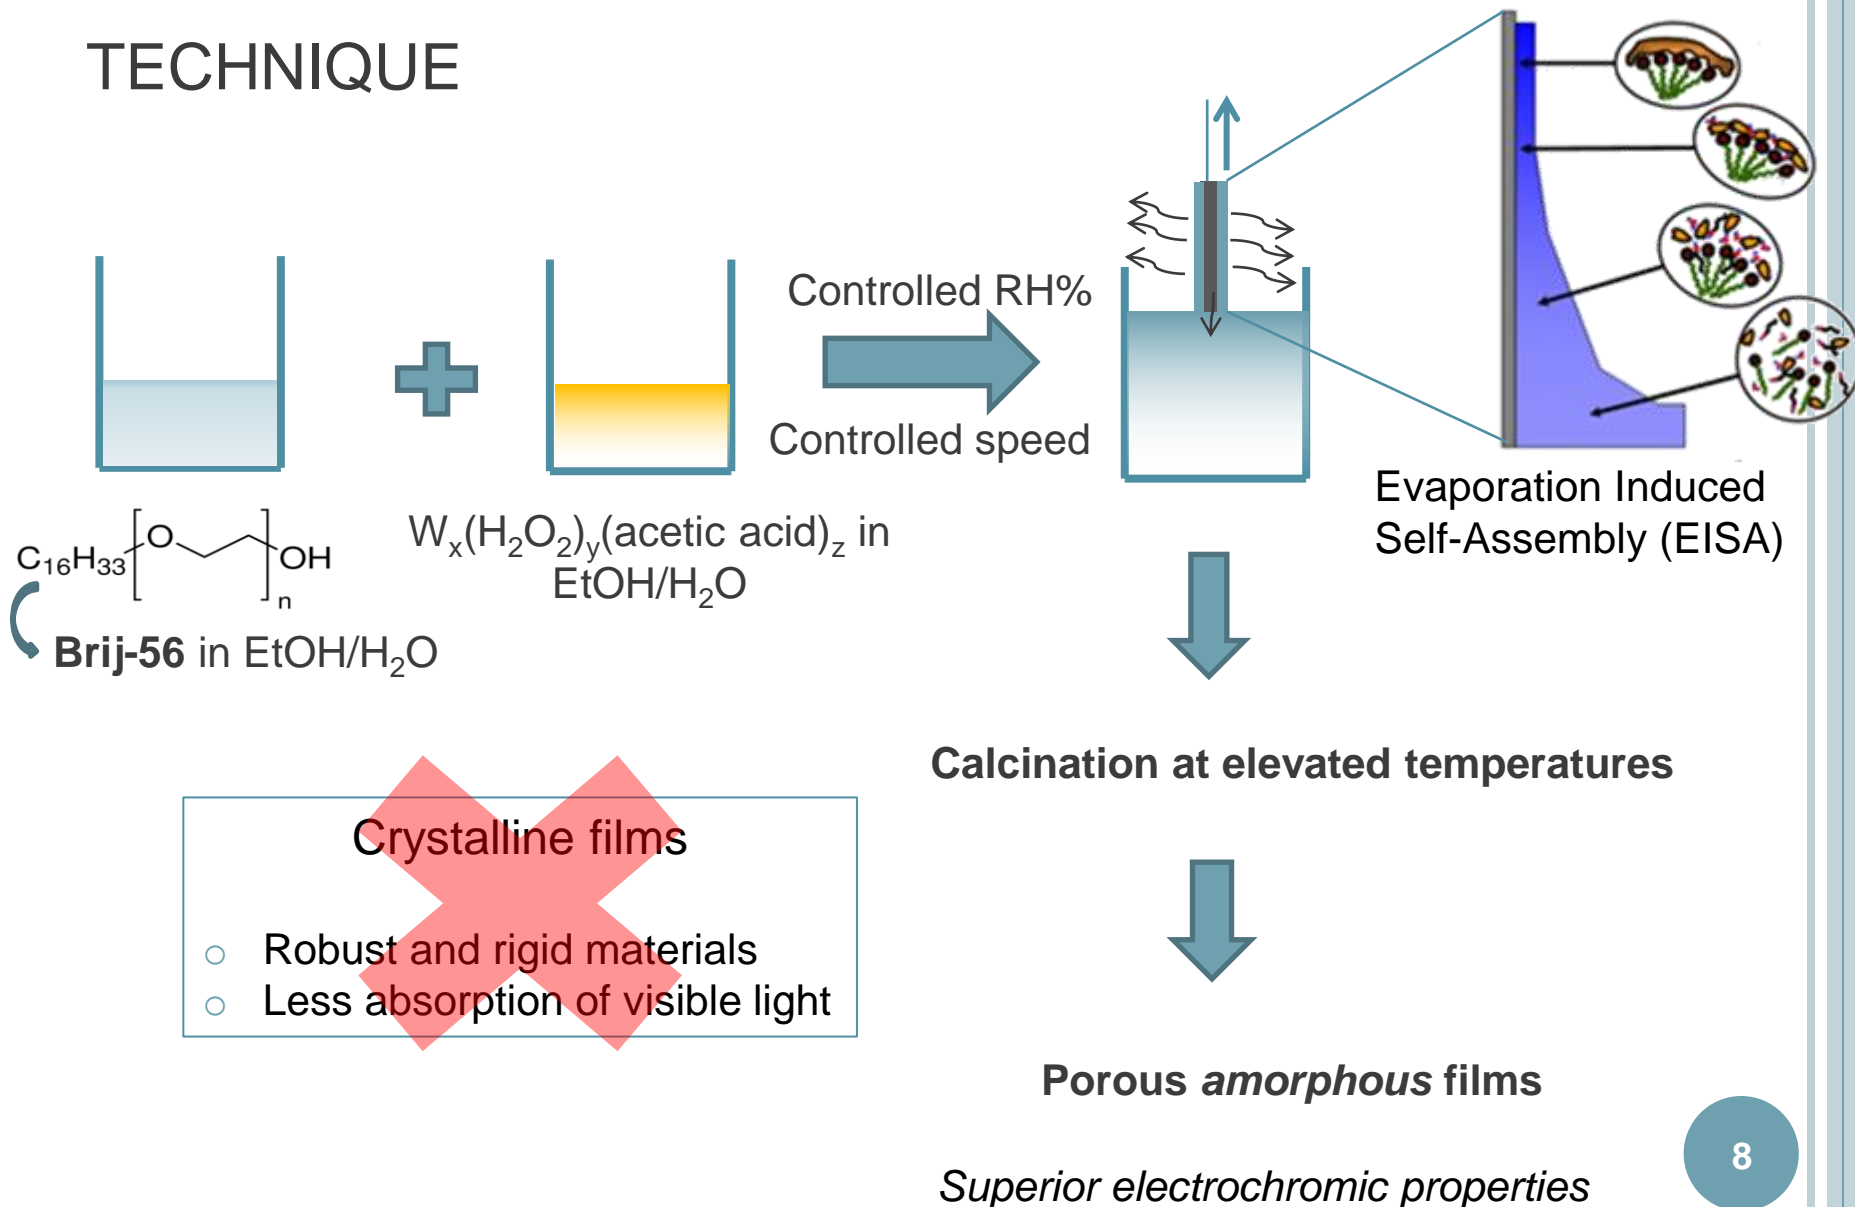 TECHNIQUE
Controlled RH%
Controlled speed
C₁₆H₃₃[O]ₙOH
Brij-56 in EtOH/H₂O
Wₓ(H₂O₂)ᵧ(acetic acid)z in
EtOH/H₂O
Evaporation Induced
Self-Assembly (EISA)
Calcination at elevated temperatures
Crystalline films
○ Robust and rigid materials
○ Less absorption of visible light
Porous amorphous films
Superior electrochromic properties
8